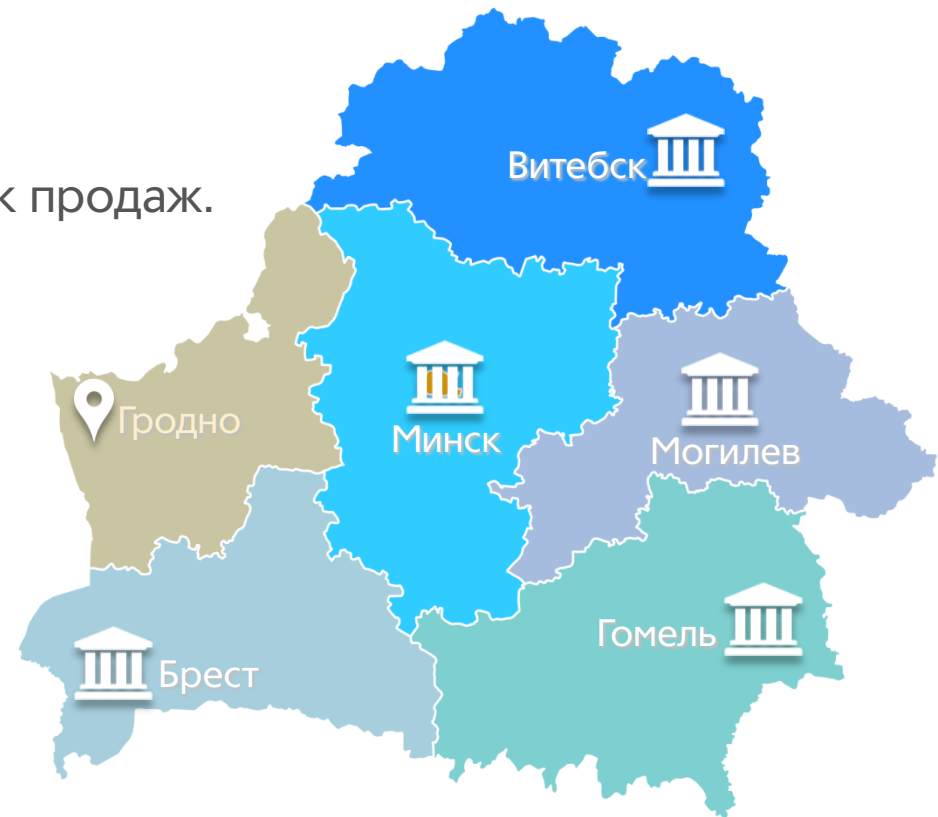 Витебск
к продаж.
Гродно
Минск
Могилев
Гомель
Брест